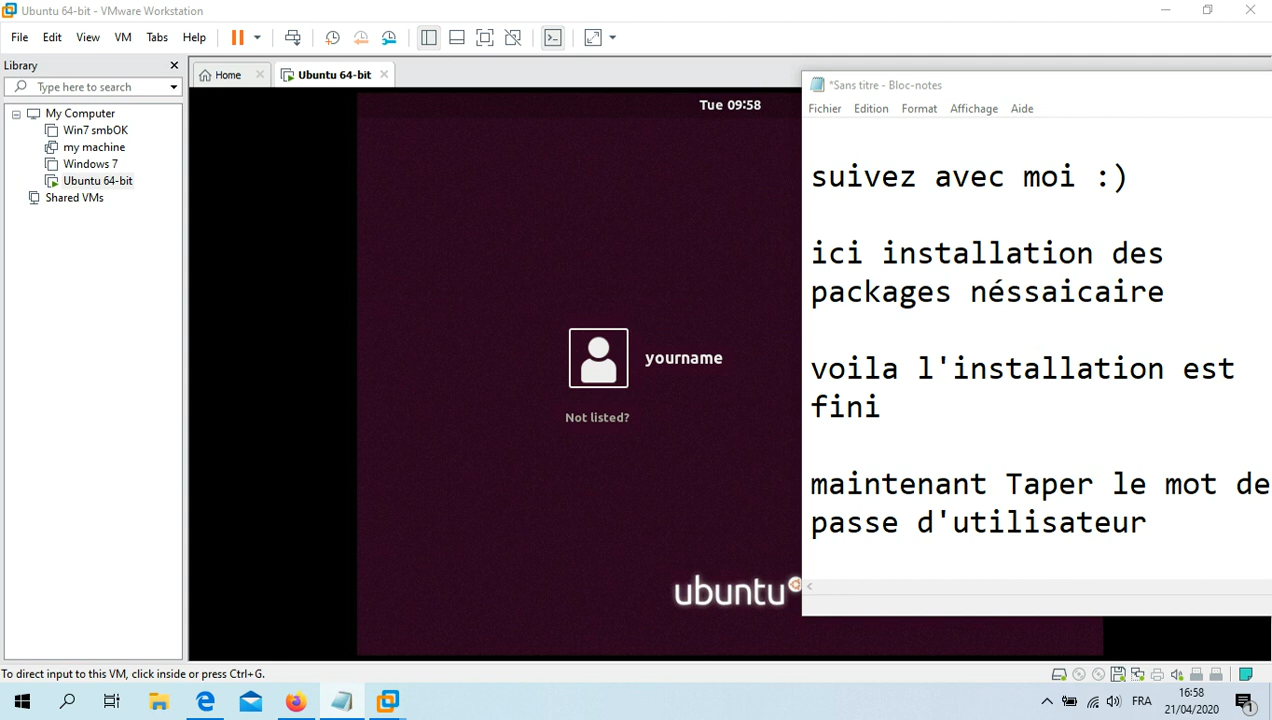 Ubuntu 64-bit - VMware Workstation
File Edit View VM Tabs Help
Library
Type here to search
My Computer
Win7 smbOK
my machine
Windows 7
Ubuntu 64-bit
Shared VMs
Home
Ubuntu 64-bit
Tue 09:58
yourname
Not listed?
ubuntu
*Sans titre - Bloc-notes
Fichier Edition Format Affichage Aide
suivez avec moi :)
ici installation des
packages néssaicaire
voila l'installation est
fini
maintenant Taper le mot de
passe d'utilisateur
To direct input to this VM, click inside or press Ctrl+G.
FRA
16:58
21/04/2020
1